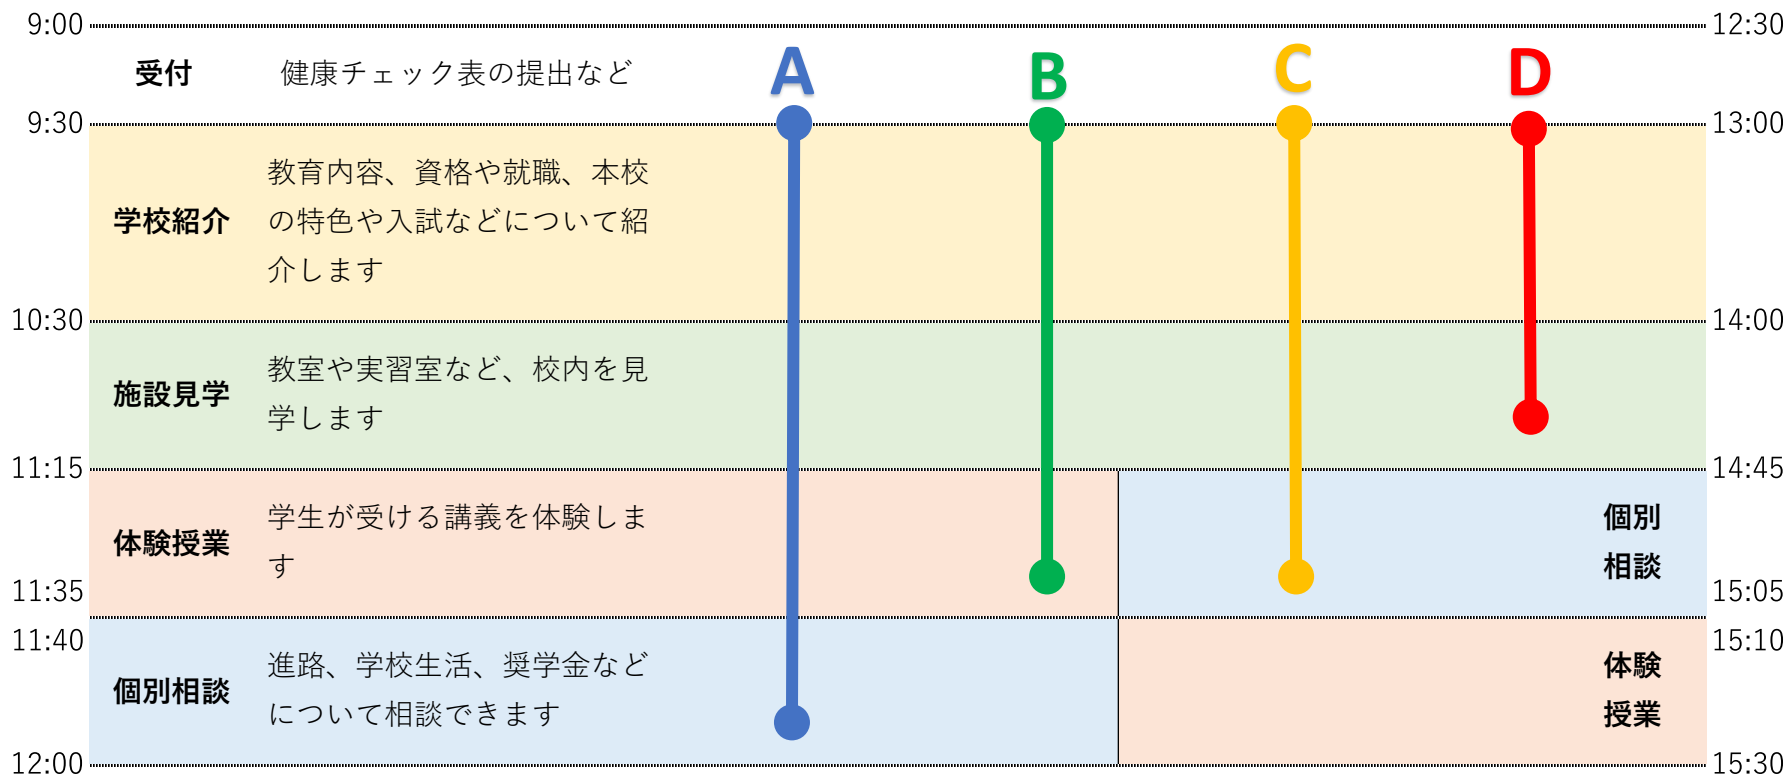 9:00
12:30
受付
健康チェック表の提出など
A
B
C
D
9:30
13:00
学校紹介
教育内容、資格や就職、本校
の特色や入試などについて紹
介します
10:30
14:00
施設見学
教室や実習室など、校内を見
学します
11:15
14:45
体験授業
学生が受ける講義を体験しま
す
個別
相談
11:35
15:05
11:40
15:10
個別相談
進路、学校生活、奨学金など
について相談できます
体験
授業
12:00
15:30